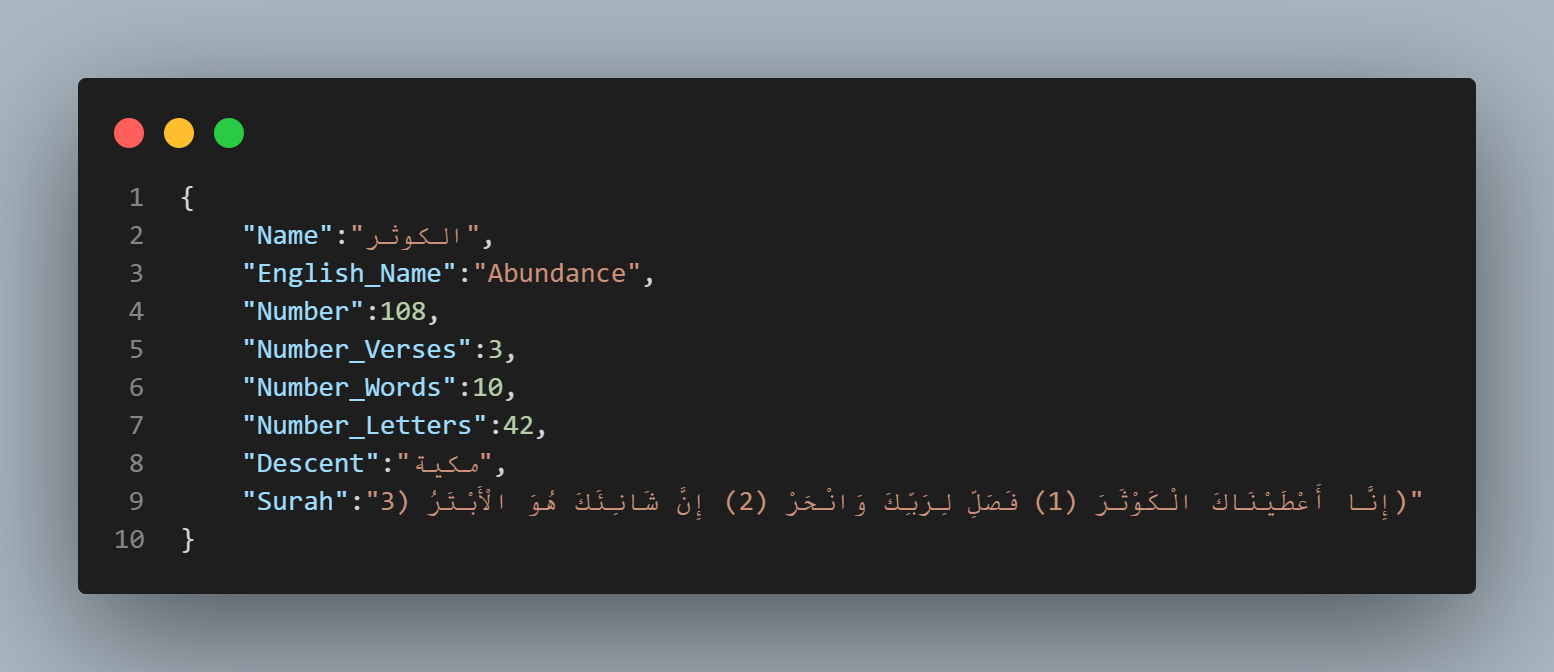 1 {
2 "Name":"الكوثر",
3 "English_Name":"Abundance",
4 "Number":108,
5 "Number_Verses":3,
6 "Number_Words":10,
7 "Number_Letters":42,
8 "Descent":"مكية",
9 "Surah":"إِنَّا أَعْطَيْنَاكَ الْكَوْثَرَ (1) فَصَلِّ لِرَبِّكَ وَانْحَرْ (2) إِنَّ شَانِئَكَ هُوَ الْأَبْتَرُ (3)"
10 }